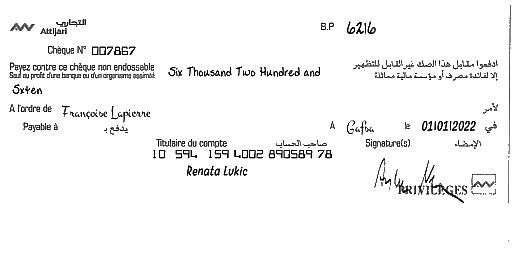 التجاري
Attijari
B.P 6216
Chèque N° 007867
Payez contre ce chèque non endossable
Sauf au profit d'une banque ou d'un organisme assimilé
Six Thousand Two Hundred and
ادفعوا مقابل هذا الصك غير القابل للتظهير
إلا لفائدة مصرف أو مؤسسة مالية مماثلة
Sixten
A l'ordre de Françoise Lapierre لأمر
Payable à يدفع بـ A Gafsa le 01/01/2022 في
Titulaire du compte صاحب الحساب Signature(s) الإمضاء
10 594 159 4002 890589 78
Renata Lukic
PRIVILEGES